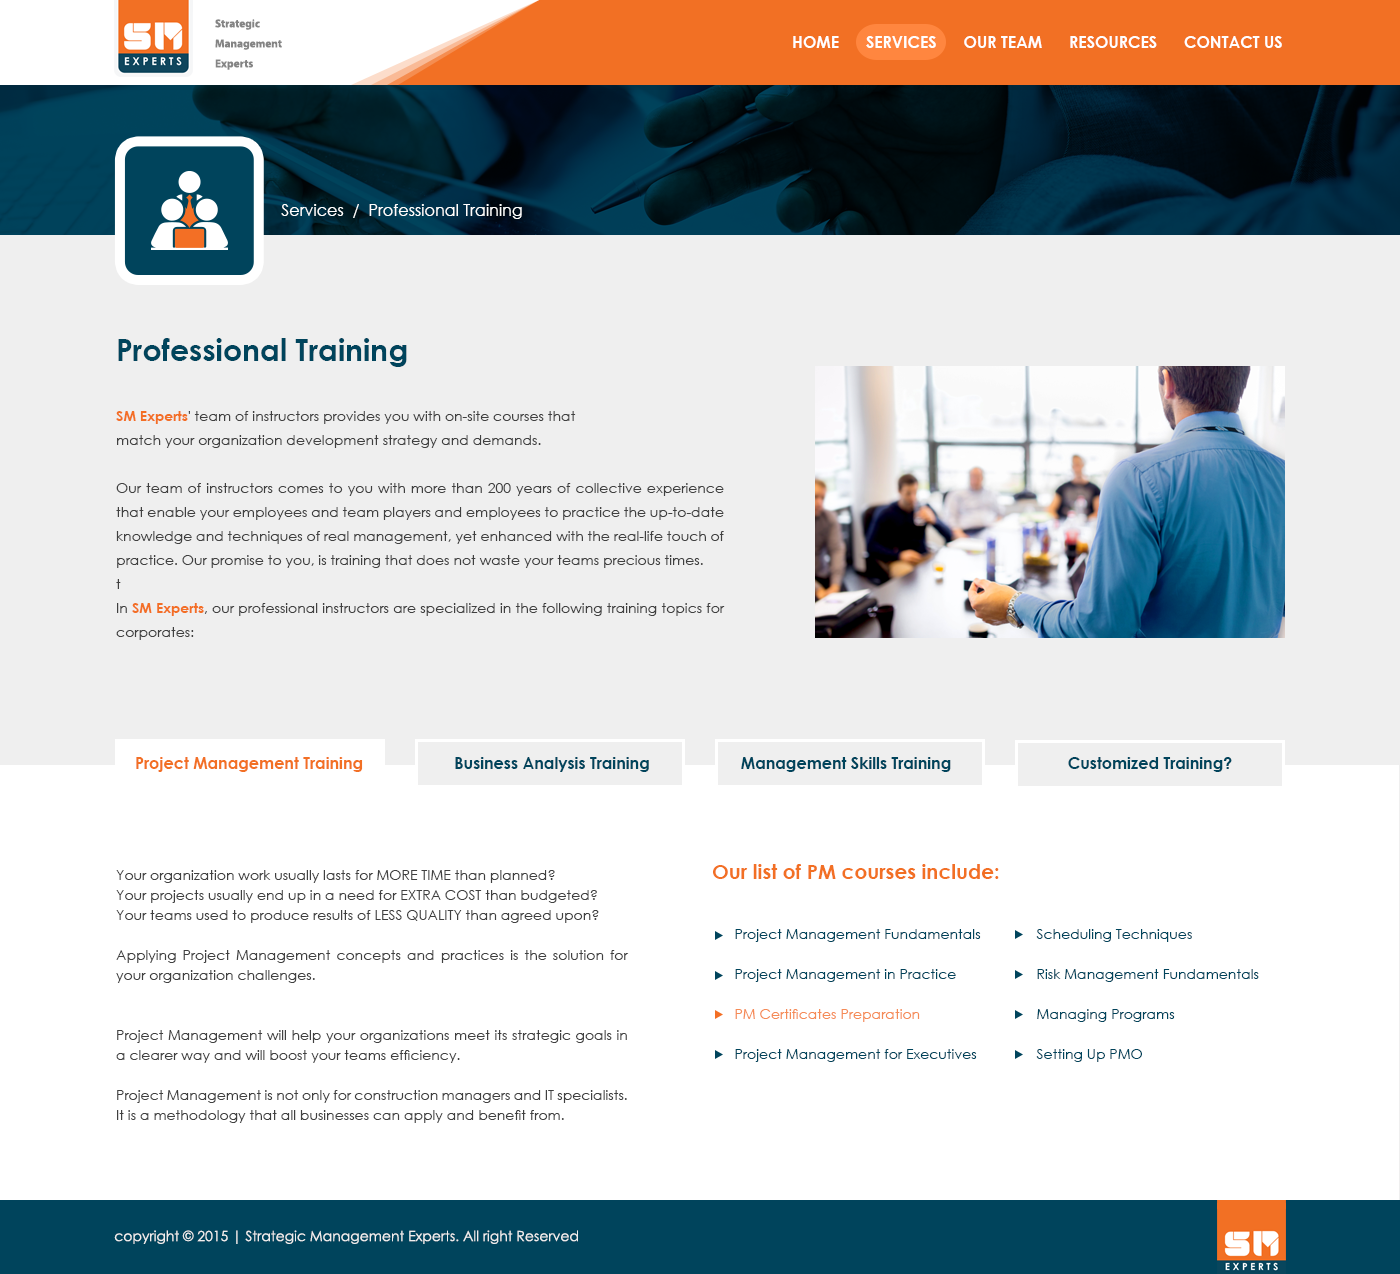 SM
EXPERTS
Strategic
Management
Experts
HOME SERVICES OUR TEAM RESOURCES CONTACT US
Services / Professional Training
Professional Training
SM Experts' team of instructors provides you with on-site courses that
match your organization development strategy and demands.
Our team of instructors comes to you with more than 200 years of collective experience
that enable your employees and team players and employees to practice the up-to-date
knowledge and techniques of real management, yet enhanced with the real-life touch of
practice. Our promise to you, is training that does not waste your teams precious times.
t
In SM Experts, our professional instructors are specialized in the following training topics for
corporates:
Project Management Training
Business Analysis Training
Management Skills Training
Customized Training?
Your organization work usually lasts for MORE TIME than planned?
Your projects usually end up in a need for EXTRA COST than budgeted?
Your teams used to produce results of LESS QUALITY than agreed upon?
Applying Project Management concepts and practices is the solution for
your organization challenges.
Project Management will help your organizations meet its strategic goals in
a clearer way and will boost your teams efficiency.
Project Management is not only for construction managers and IT specialists.
It is a methodology that all businesses can apply and benefit from.
Our list of PM courses include:
Project Management Fundamentals
Project Management in Practice
PM Certificates Preparation
Project Management for Executives
Scheduling Techniques
Risk Management Fundamentals
Managing Programs
Setting Up PMO
copyright © 2015 | Strategic Management Experts. All right Reserved
SM
EXPERTS